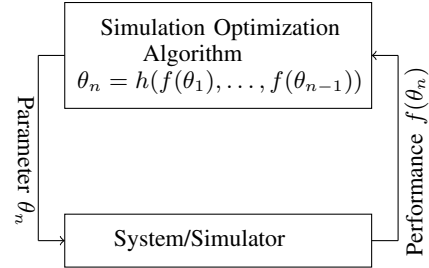 Simulation Optimization
Algorithm
θₙ = h(f(θ₁), . . . , f(θₙ₋₁))
Parameter θₙ
Performance f(θₙ)
System/Simulator